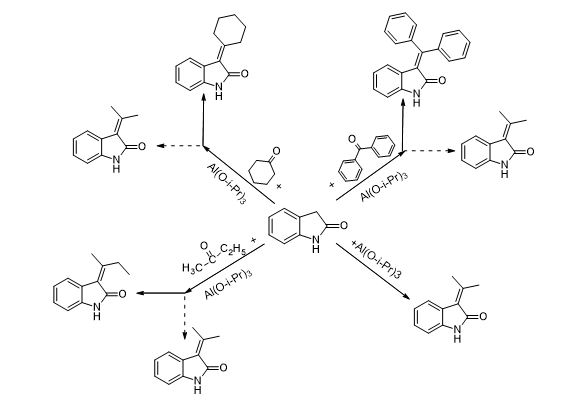 O
N
H
O
N
H
O
N
H
O
N
H
O
Al(O-i-Pr)3
+
O
+
Al(O-i-Pr)3
O
N
H
O
H3C-C-C2H5 +
Al(O-i-Pr)3
+Al(O-i-Pr)3
O
N
H
O
N
H
O
N
H